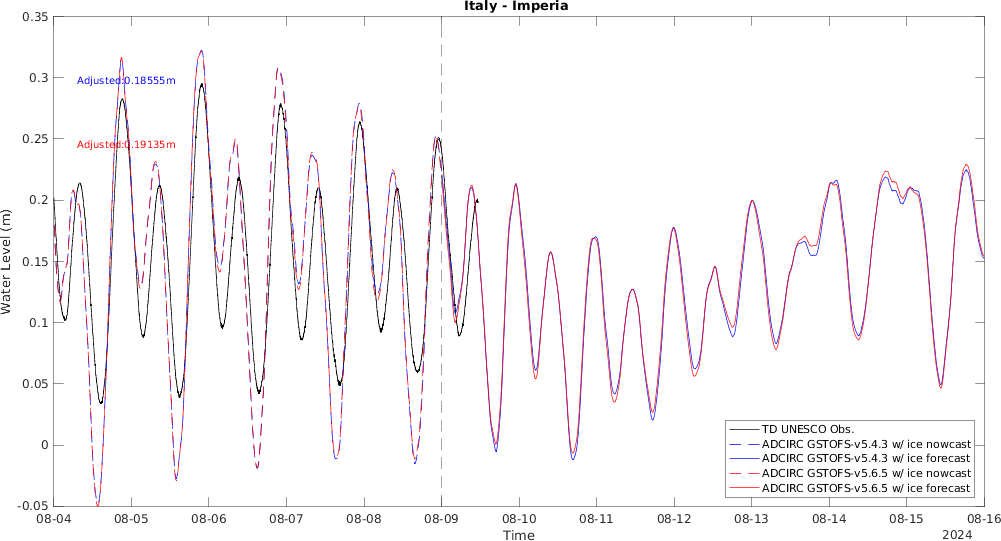 Italy - Imperia
0.35
0.3
0.25
0.2
0.15
0.1
0.05
0
-0.05
Water Level (m)
Adjusted:0.18555m
Adjusted:0.19135m
TD UNESCO Obs.
ADCIRC GSTOFS-v5.4.3 w/ ice nowcast
ADCIRC GSTOFS-v5.4.3 w/ ice forecast
ADCIRC GSTOFS-v5.6.5 w/ ice nowcast
ADCIRC GSTOFS-v5.6.5 w/ ice forecast
08-04 08-05 08-06 08-07 08-08 08-09 08-10 08-11 08-12 08-13 08-14 08-15 08-16
Time
2024